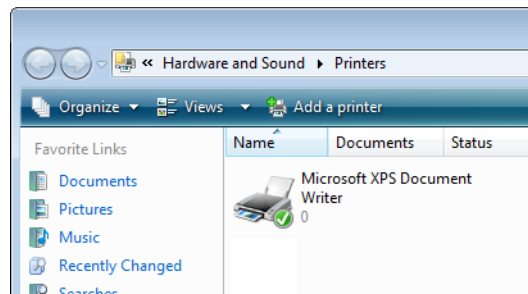 « Hardware and Sound ▸ Printers
Organize Views Add a printer
Favorite Links
Documents
Pictures
Music
Recently Changed
Searches
Name Documents Status
Microsoft XPS Document
Writer
0